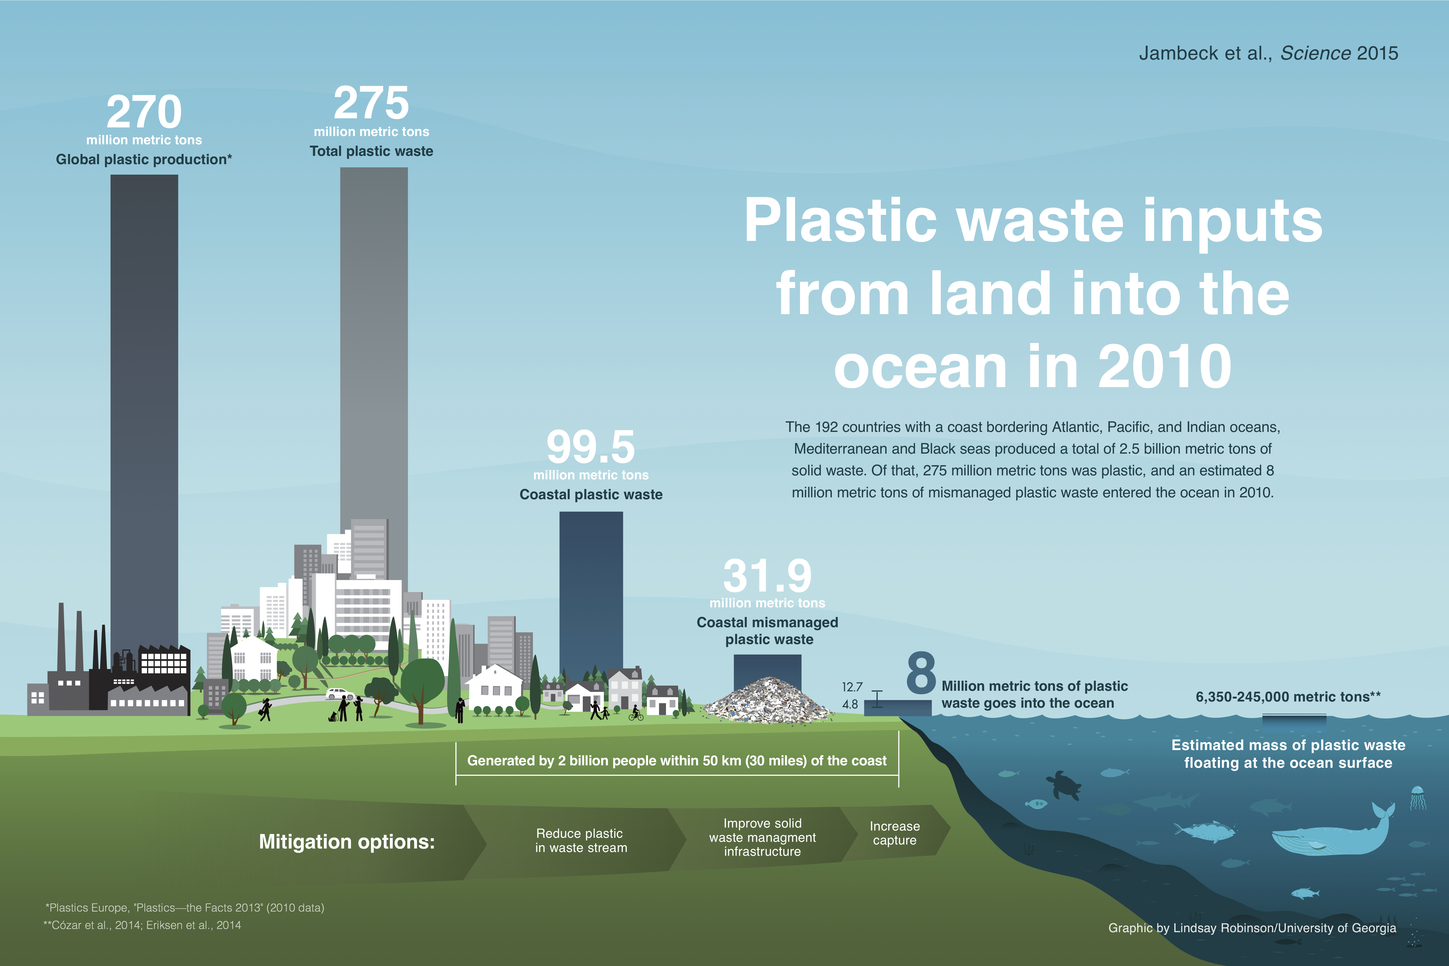 Jambeck et al., Science 2015
270
million metric tons
Global plastic production*
275
million metric tons
Total plastic waste
Plastic waste inputs
from land into the
ocean in 2010
The 192 countries with a coast bordering Atlantic, Pacific, and Indian oceans,
Mediterranean and Black seas produced a total of 2.5 billion metric tons of
solid waste. Of that, 275 million metric tons was plastic, and an estimated 8
million metric tons of mismanaged plastic waste entered the ocean in 2010.
99.5
million metric tons
Coastal plastic waste
31.9
million metric tons
Coastal mismanaged
plastic waste
12.7
4.8
8
Million metric tons of plastic
waste goes into the ocean
6,350-245,000 metric tons**
Estimated mass of plastic waste
floating at the ocean surface
Generated by 2 billion people within 50 km (30 miles) of the coast
Mitigation options:
Reduce plastic
in waste stream
Improve solid
waste managment
infrastructure
Increase
capture
*Plastics Europe, "Plastics—the Facts 2013" (2010 data)
**Cózar et al., 2014; Eriksen et al., 2014
Graphic by Lindsay Robinson/University of Georgia